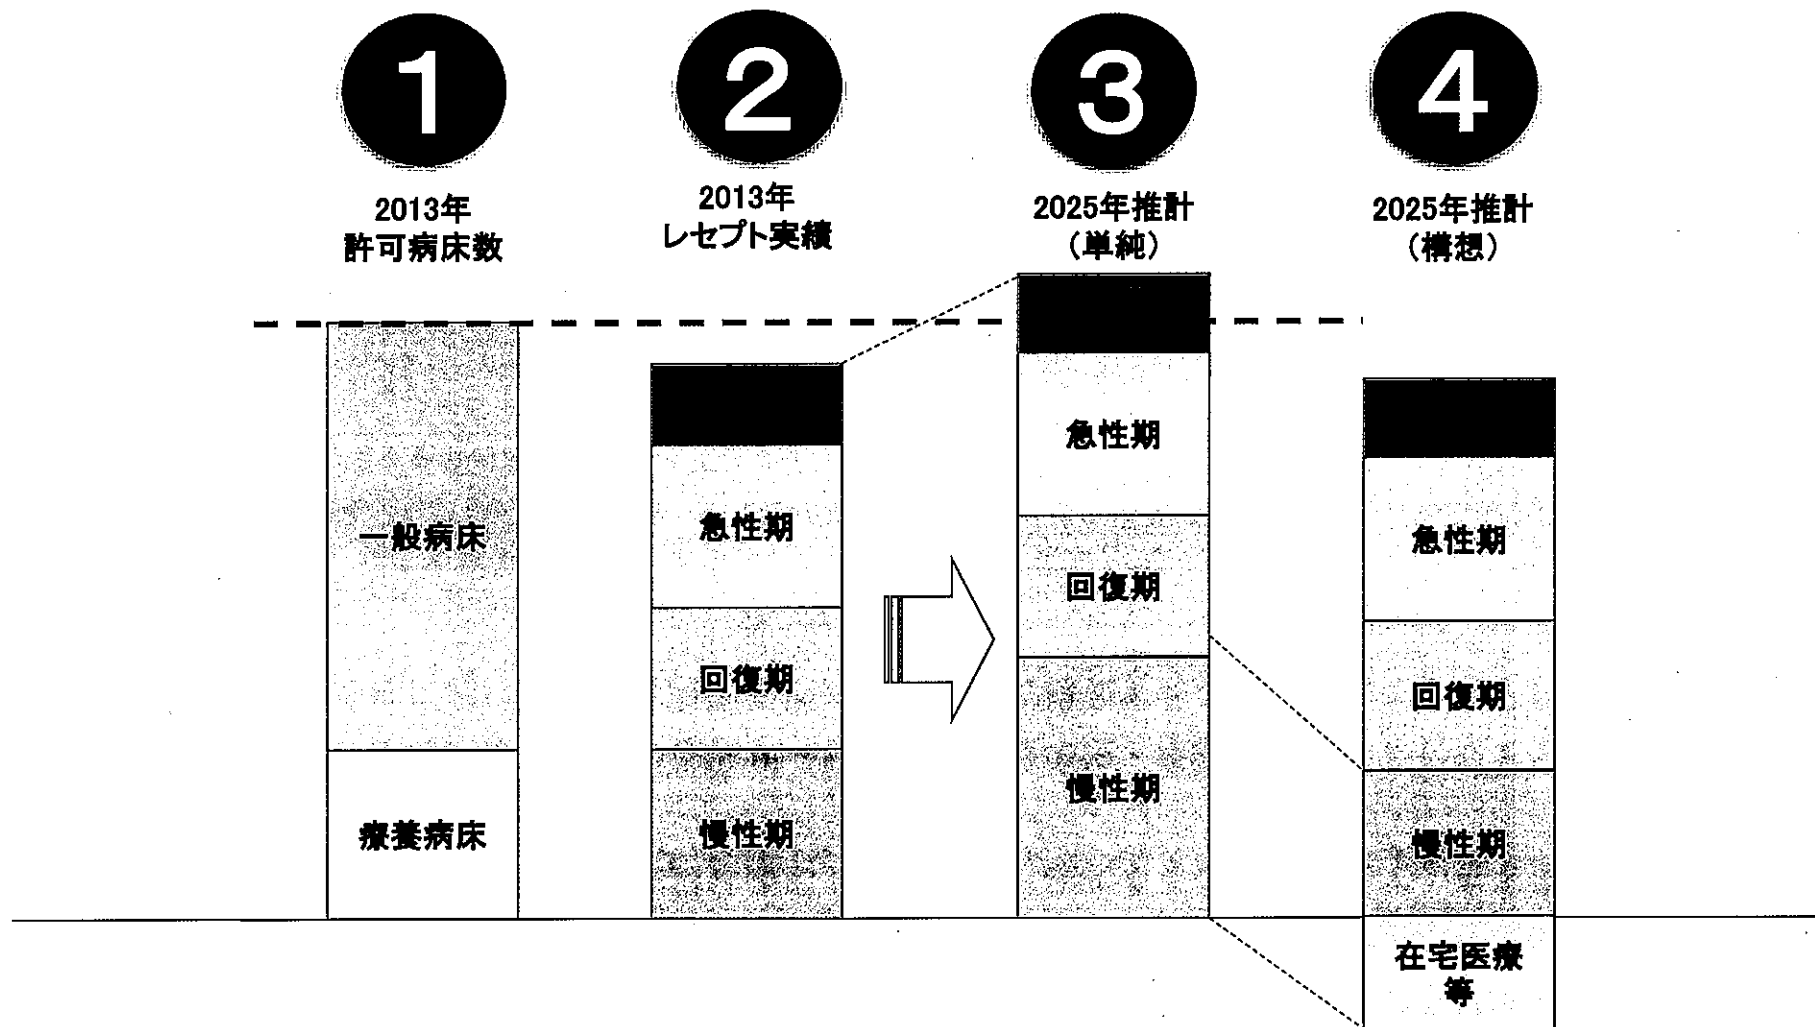 1
2013年
許可病床数
2
2013年
レセプト実績
3
2025年推計
（単純）
4
2025年推計
（構想）
一般病床
療養病床
急性期
回復期
慢性期
急性期
回復期
慢性期
急性期
回復期
慢性期
在宅医療
等